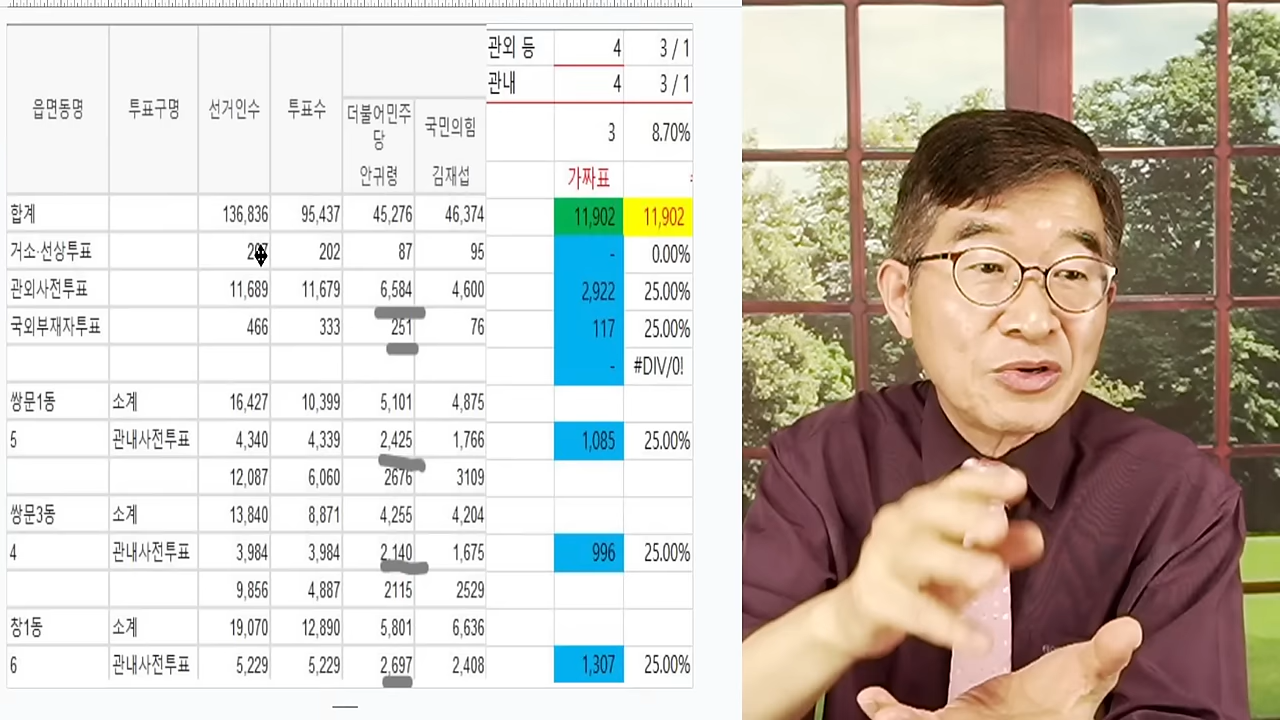 관외 등 4 3 / 1
관내 4 3 / 1
읍면동명 투표구명 선거인수 투표수 더불어민주당 안귀령 국민의힘 김재섭 3 8.70%
가짜표
합계 136,836 95,437 45,276 46,374 11,902 11,902
거소·선상투표 202 87 95 - 0.00%
관외사전투표 11,689 11,679 6,584 4,600 2,922 25.00%
국외부재자투표 466 333 251 76 117 25.00%
- #DIV/0!
쌍문1동 소계 16,427 10,399 5,101 4,875
5 관내사전투표 4,340 4,339 2,425 1,766 1,085 25.00%
12,087 6,060 2676 3109
쌍문3동 소계 13,840 8,871 4,255 4,204
4 관내사전투표 3,984 3,984 2,140 1,675 996 25.00%
9,856 4,887 2115 2529
창1동 소계 19,070 12,890 5,801 6,636
6 관내사전투표 5,229 5,229 2,697 2,408 1,307 25.00%